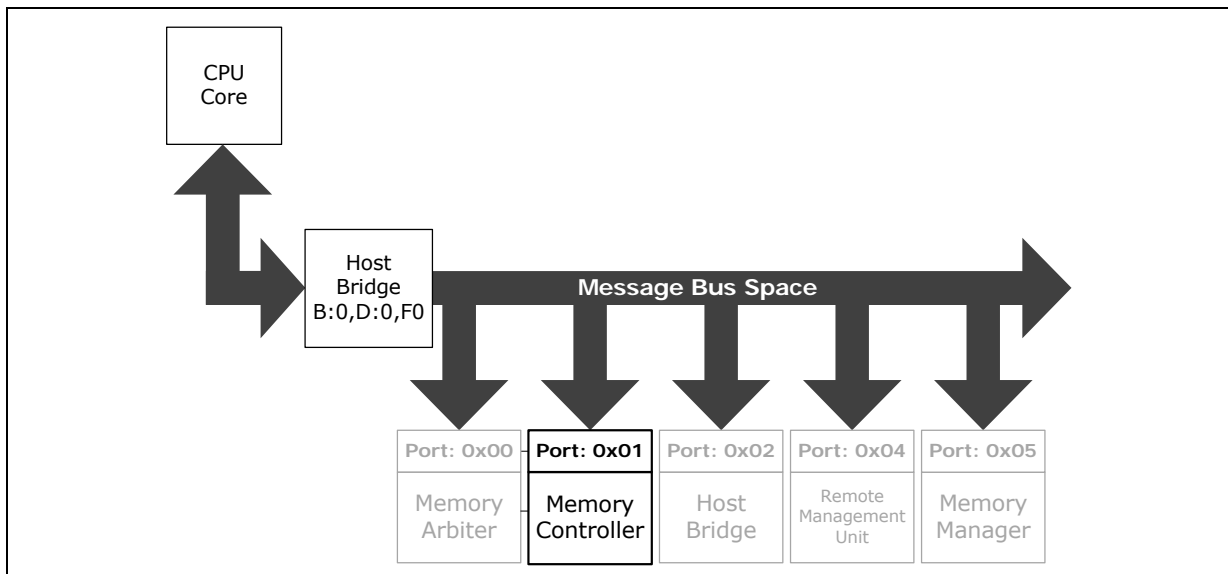 CPU
Core
Host
Bridge
B:0,D:0,F0
Message Bus Space
Port: 0x00
Memory
Arbiter
Port: 0x01
Memory
Controller
Port: 0x02
Host
Bridge
Port: 0x04
Remote
Management
Unit
Port: 0x05
Memory
Manager